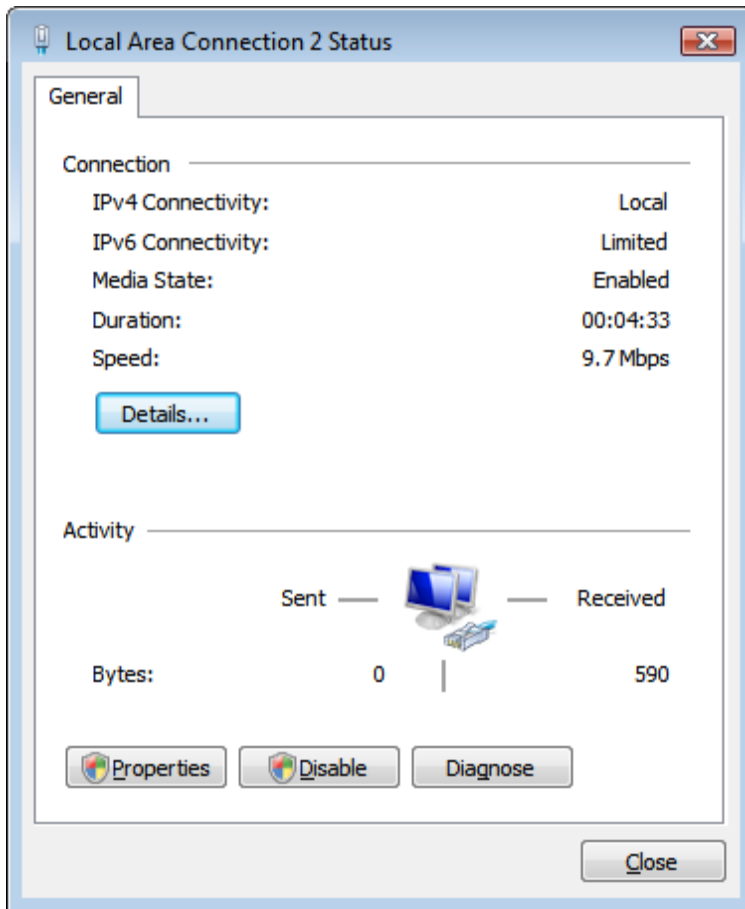 Local Area Connection 2 Status
General
Connection
IPv4 Connectivity: Local
IPv6 Connectivity: Limited
Media State: Enabled
Duration: 00:04:33
Speed: 9.7 Mbps
Details...
Activity
Sent Received
Bytes: 0 590
Properties Disable Diagnose
Close